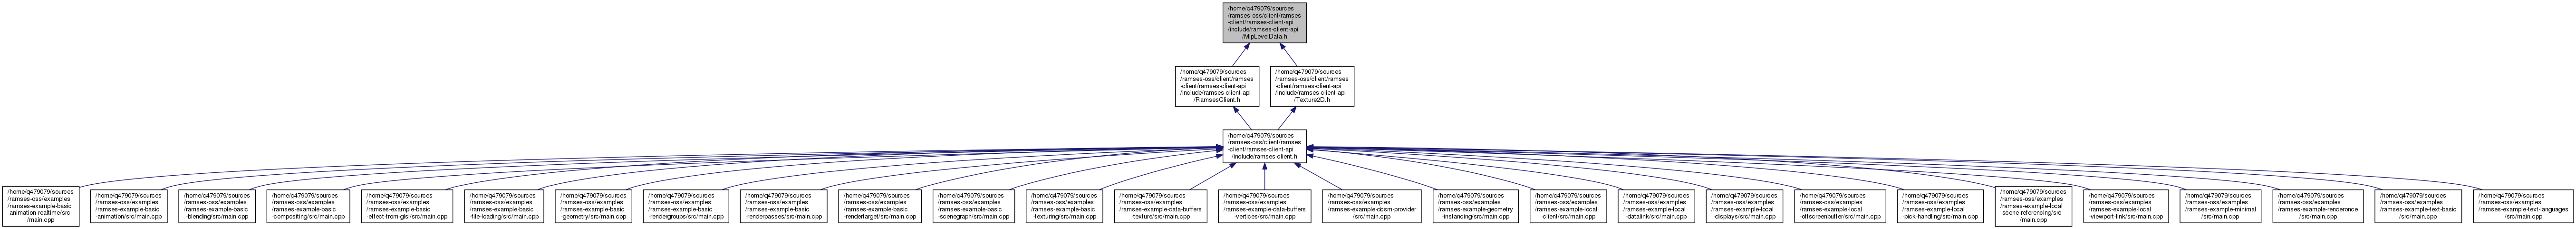 /home/q479079/sources
/ramses-oss/client/ramses
-client/ramses-client-api
/include/ramses-client-api
/MipLevelData.h
/home/q479079/sources
/ramses-oss/client/ramses
-client/ramses-client-api
/include/ramses-client-api
/RamsesClient.h
/home/q479079/sources
/ramses-oss/client/ramses
-client/ramses-client-api
/include/ramses-client-api
/Texture2D.h
/home/q479079/sources
/ramses-oss/client/ramses
-client/ramses-client-api
/include/ramses-client.h
/home/q479079/sources
/ramses-oss/examples
/ramses-example-basic
-animation-realtime/src
/main.cpp
/home/q479079/sources
/ramses-oss/examples
/ramses-example-basic
-animation/src/main.cpp
/home/q479079/sources
/ramses-oss/examples
/ramses-example-basic
-blending/src/main.cpp
/home/q479079/sources
/ramses-oss/examples
/ramses-example-basic
-compositing/src/main.cpp
/home/q479079/sources
/ramses-oss/examples
/ramses-example-basic
-effect-from-glsl/src/main.cpp
/home/q479079/sources
/ramses-oss/examples
/ramses-example-basic
-file-loading/src/main.cpp
/home/q479079/sources
/ramses-oss/examples
/ramses-example-basic
-geometry/src/main.cpp
/home/q479079/sources
/ramses-oss/examples
/ramses-example-basic
-rendergroups/src/main.cpp
/home/q479079/sources
/ramses-oss/examples
/ramses-example-basic
-renderpasses/src/main.cpp
/home/q479079/sources
/ramses-oss/examples
/ramses-example-basic
-rendertarget/src/main.cpp
/home/q479079/sources
/ramses-oss/examples
/ramses-example-basic
-scenegraph/src/main.cpp
/home/q479079/sources
/ramses-oss/examples
/ramses-example-basic
-texturing/src/main.cpp
/home/q479079/sources
/ramses-oss/examples
/ramses-example-data-buffers
-texture/src/main.cpp
/home/q479079/sources
/ramses-oss/examples
/ramses-example-data-buffers
-vertices/src/main.cpp
/home/q479079/sources
/ramses-oss/examples
/ramses-example-dcsm-provider
/src/main.cpp
/home/q479079/sources
/ramses-oss/examples
/ramses-example-geometry
-instancing/src/main.cpp
/home/q479079/sources
/ramses-oss/examples
/ramses-example-local
-client/src/main.cpp
/home/q479079/sources
/ramses-oss/examples
/ramses-example-local
-datalink/src/main.cpp
/home/q479079/sources
/ramses-oss/examples
/ramses-example-local
-displays/src/main.cpp
/home/q479079/sources
/ramses-oss/examples
/ramses-example-local
-offscreenbuffer/src/main.cpp
/home/q479079/sources
/ramses-oss/examples
/ramses-example-local
-pick-handling/src/main.cpp
/home/q479079/sources
/ramses-oss/examples
/ramses-example-local
-scene-referencing/src
/main.cpp
/home/q479079/sources
/ramses-oss/examples
/ramses-example-local
-viewport-link/src/main.cpp
/home/q479079/sources
/ramses-oss/examples
/ramses-example-minimal
/src/main.cpp
/home/q479079/sources
/ramses-oss/examples
/ramses-example-renderonce
/src/main.cpp
/home/q479079/sources
/ramses-oss/examples
/ramses-example-text-basic
/src/main.cpp
/home/q479079/sources
/ramses-oss/examples
/ramses-example-text-languages
/src/main.cpp